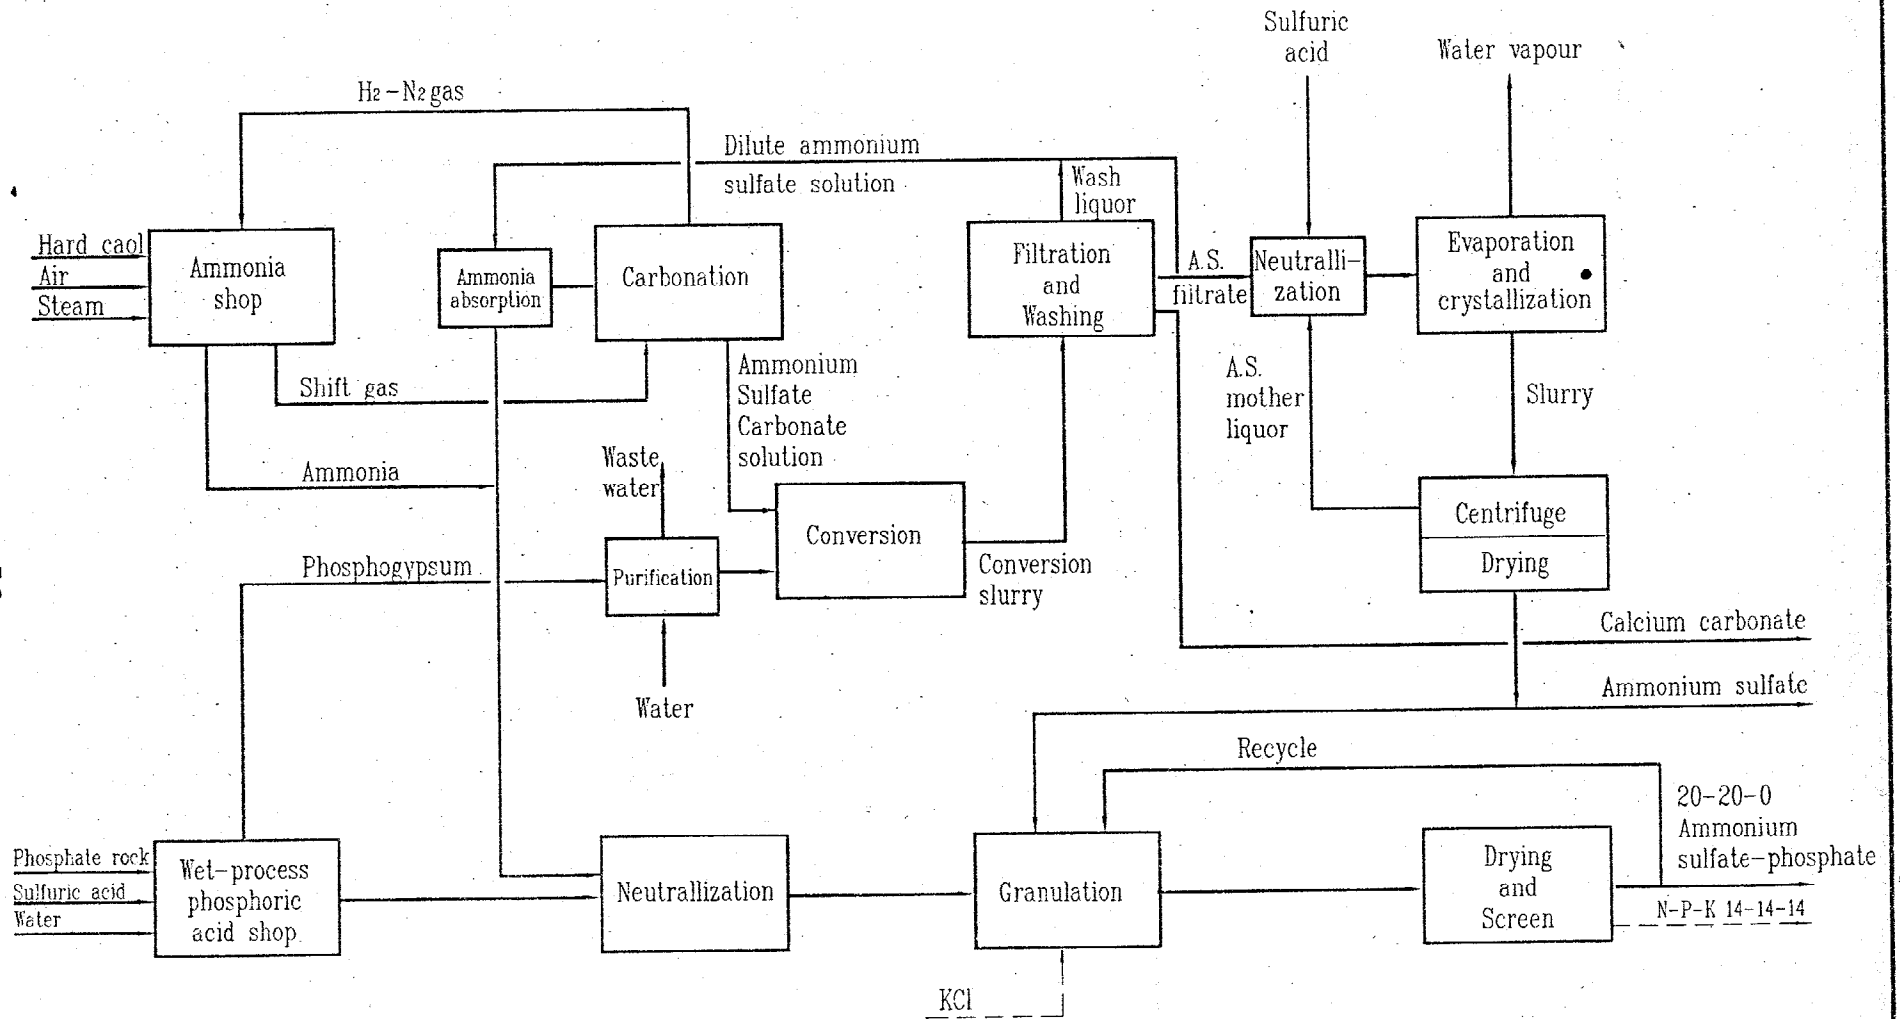 Sulfuric
acid
Water vapour
H2-N2 gas
Dilute ammonium
sulfate solution
Wash
liquor
Hard caol
Air
Steam
Ammonia
shop
Ammonia
absorption
Carbonation
Filtration
and
Washing
A.S.
filtrate
Neutralli-
zation
Evaporation
and
crystallization
Shift gas
Ammonium
Sulfate
Carbonate
solution
A.S.
mother
liquor
Slurry
Ammonia
Waste
water
Conversion
Centrifuge
Drying
Phosphogypsum
Purification
Conversion
slurry
Water
Calcium carbonate
Ammonium sulfate
Recycle
20-20-0
Ammonium
sulfate-phosphate
Phosphate rock
Sulfuric acid
Water
Wet-process
phosphoric
acid shop
Neutrallization
Granulation
Drying
and
Screen
N-P-K 14-14-14
KCl